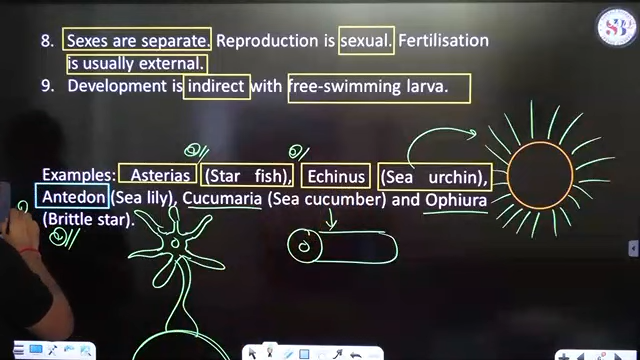 8. Sexes are separate. Reproduction is sexual. Fertilisation
is usually external.
9. Development is indirect with free-swimming larva.
Examples: Asterias (Star fish), Echinus (Sea urchin),
Antedon (Sea lily), Cucumaria (Sea cucumber) and Ophiura
(Brittle star).